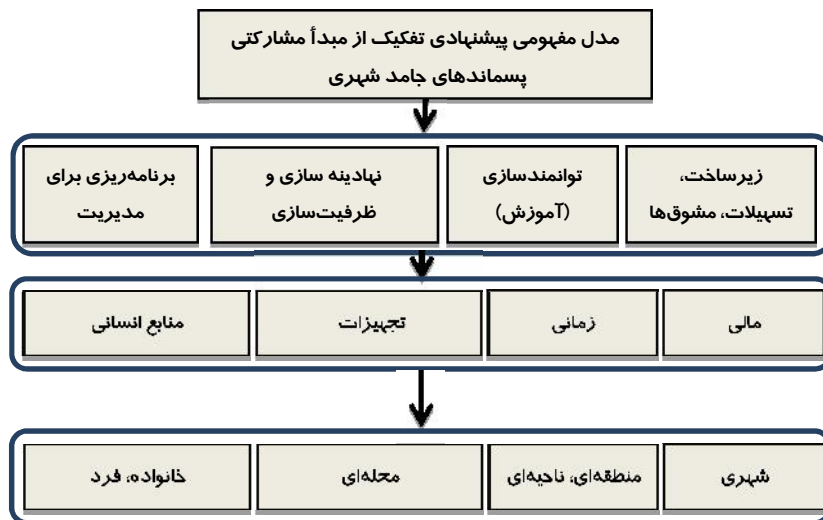 مدل مفهومی پیشنهادی تفکیک از مبدأ مشارکتی
پسماندهای جامد شهری
زیرساخت،
تسهیلات، مشوق‌ها
توانمندسازی
(آموزش)
نهادینه سازی و
ظرفیت‌سازی
برنامه‌ریزی برای
مدیریت
مالی
زمانی
تجهیزات
منابع انسانی
شهری
منطقه‌ای، ناحیه‌ای
محله‌ای
خانواده، فرد